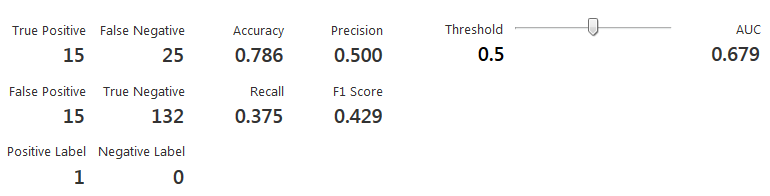 True Positive False Negative Accuracy Precision Threshold AUC
15 25 0.786 0.500 0.5 0.679
False Positive True Negative Recall F1 Score
15 132 0.375 0.429
Positive Label Negative Label
1 0